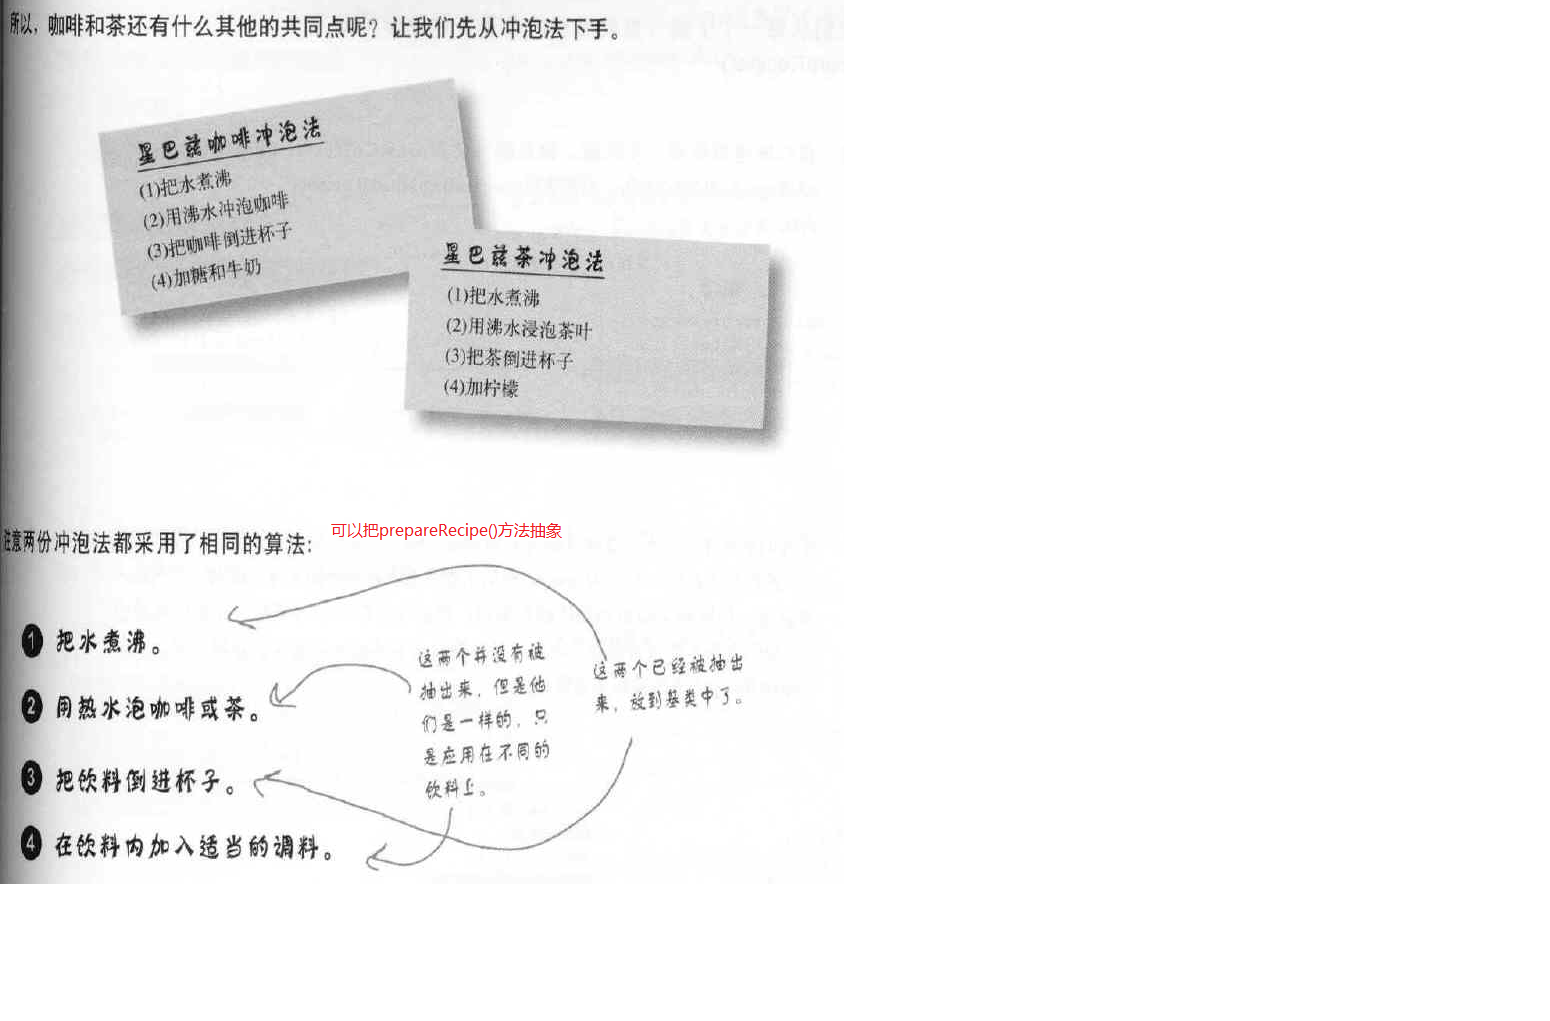 所以，咖啡和茶还有什么其他的共同点呢？让我们先从冲泡法下手。
星巴兹咖啡冲泡法
(1)把水煮沸
(2)用沸水冲泡咖啡
(3)把咖啡倒进杯子
(4)加糖和牛奶
星巴兹茶冲泡法
(1)把水煮沸
(2)用沸水浸泡茶叶
(3)把茶倒进杯子
(4)加柠檬
注意两份冲泡法都采用了相同的算法：
可以把prepareRecipe()方法抽象
1 把水煮沸。
2 用热水泡咖啡或茶。
3 把饮料倒进杯子。
4 在饮料内加入适当的调料。
这两个并没有被
抽出来，但是他
们是一样的，只
是应用在不同的
饮料上。
这两个已经被抽出
来，放到基类中了。